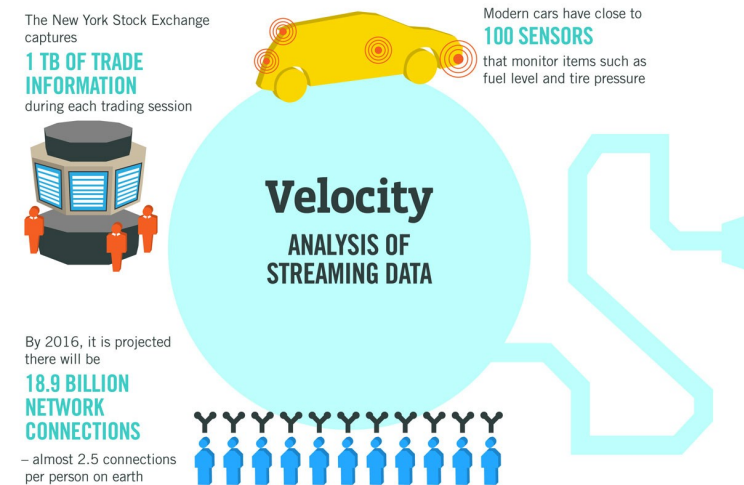 The New York Stock Exchange
captures
1 TB OF TRADE
INFORMATION
during each trading session
Modern cars have close to
100 SENSORS
that monitor items such as
fuel level and tire pressure
Velocity
ANALYSIS OF
STREAMING DATA
By 2016, it is projected
there will be
18.9 BILLION
NETWORK
CONNECTIONS
– almost 2.5 connections
per person on earth